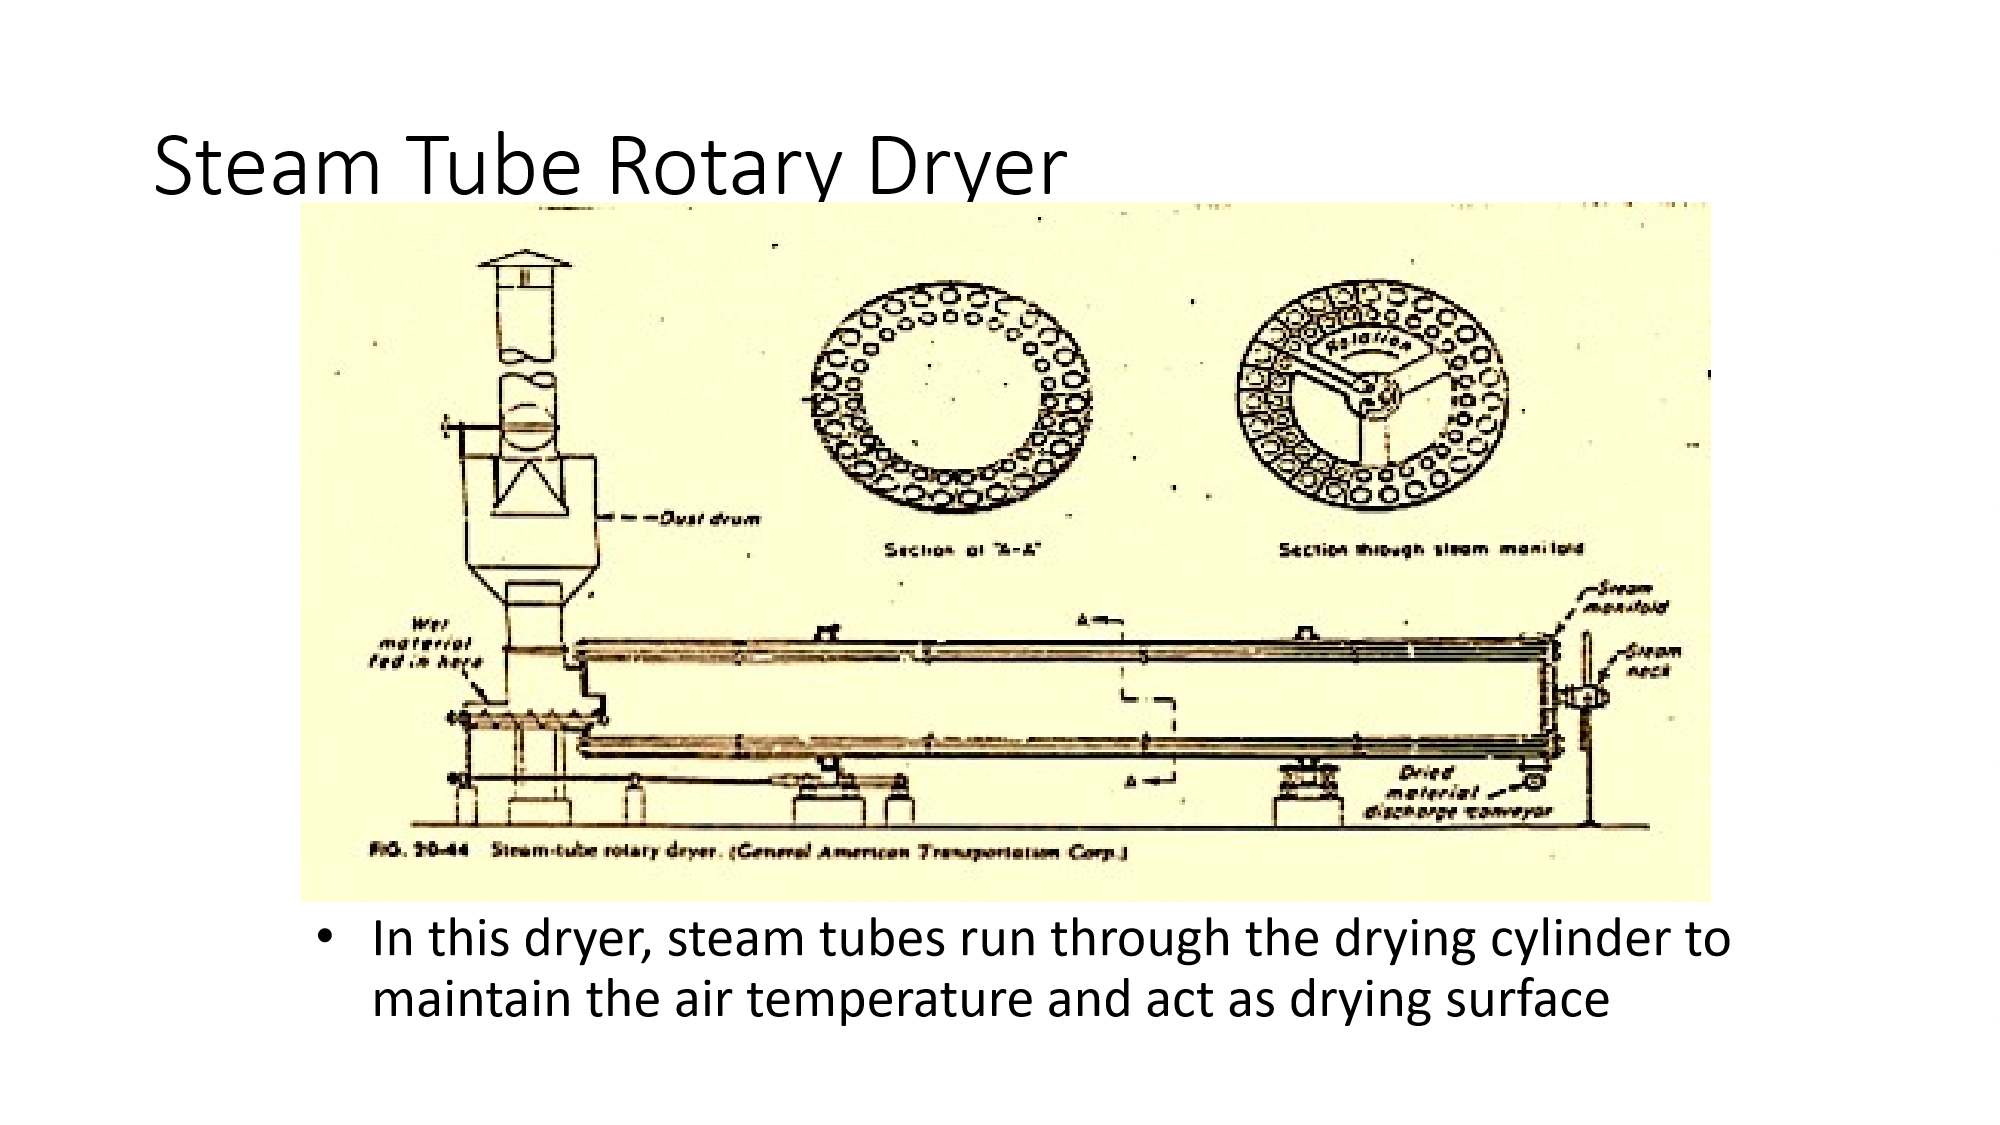 Steam Tube Rotary Dryer
Rotation
Dust drum
Section at "A-A"
Section through steam manifold
Wet
material
fed in here
A
Steam
manifold
Steam
neck
A
Dried
material
discharge conveyor
FIG. 20-44 Steam-tube rotary dryer. (General American Transportation Corp.)
• In this dryer, steam tubes run through the drying cylinder to
maintain the air temperature and act as drying surface